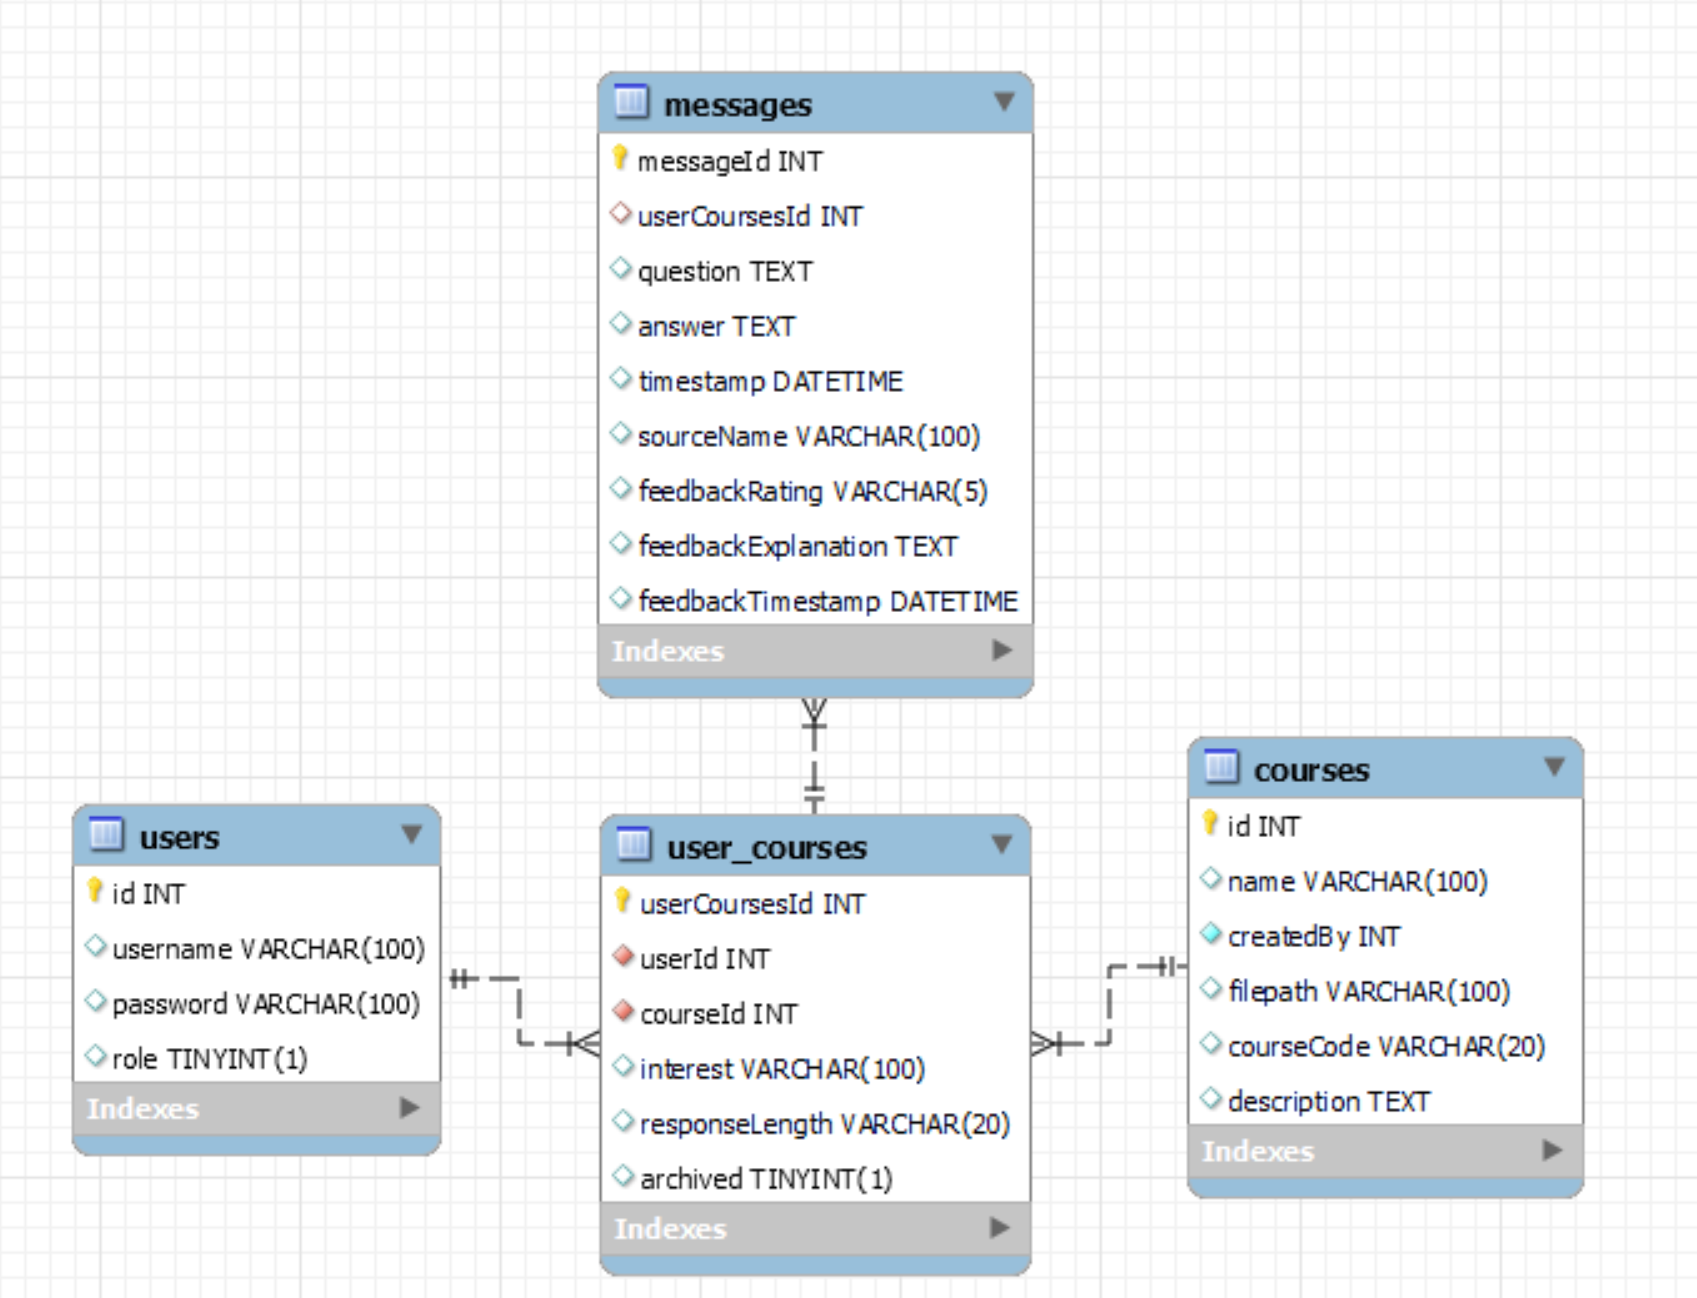 messages
messageId INT
userCoursesId INT
question TEXT
answer TEXT
timestamp DATETIME
sourceName VARCHAR(100)
feedbackRating VARCHAR(5)
feedbackExplanation TEXT
feedbackTimestamp DATETIME
Indexes
users
id INT
username VARCHAR(100)
password VARCHAR(100)
role TINYINT(1)
Indexes
user_courses
userCoursesId INT
userId INT
courseId INT
interest VARCHAR(100)
responseLength VARCHAR(20)
archived TINYINT(1)
Indexes
courses
id INT
name VARCHAR(100)
createdBy INT
filepath VARCHAR(100)
courseCode VARCHAR(20)
description TEXT
Indexes